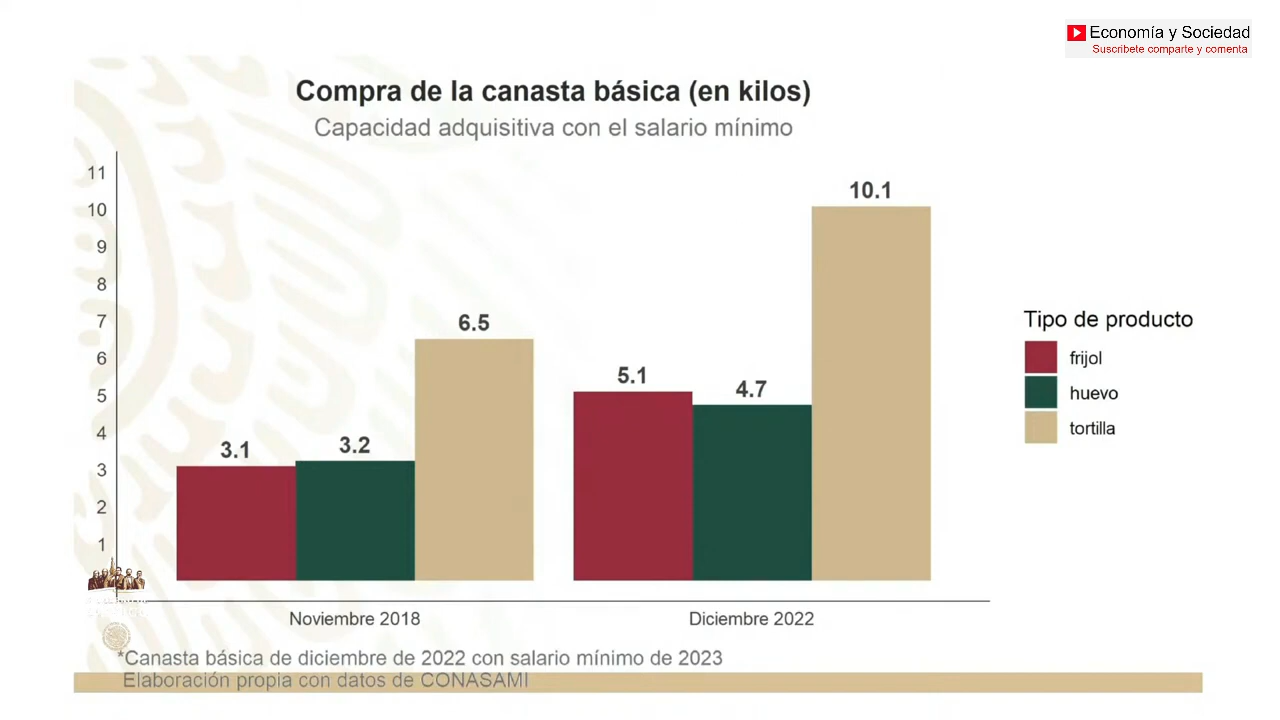 Economía y Sociedad
Suscribete comparte y comenta
Compra de la canasta básica (en kilos)
Capacidad adquisitiva con el salario mínimo
11
10
9
8
7
6
5
4
3
2
1
3.1
3.2
6.5
5.1
4.7
10.1
Noviembre 2018
Diciembre 2022
Tipo de producto
frijol
huevo
tortilla
*Canasta básica de diciembre de 2022 con salario mínimo de 2023
Elaboración propia con datos de CONASAMI